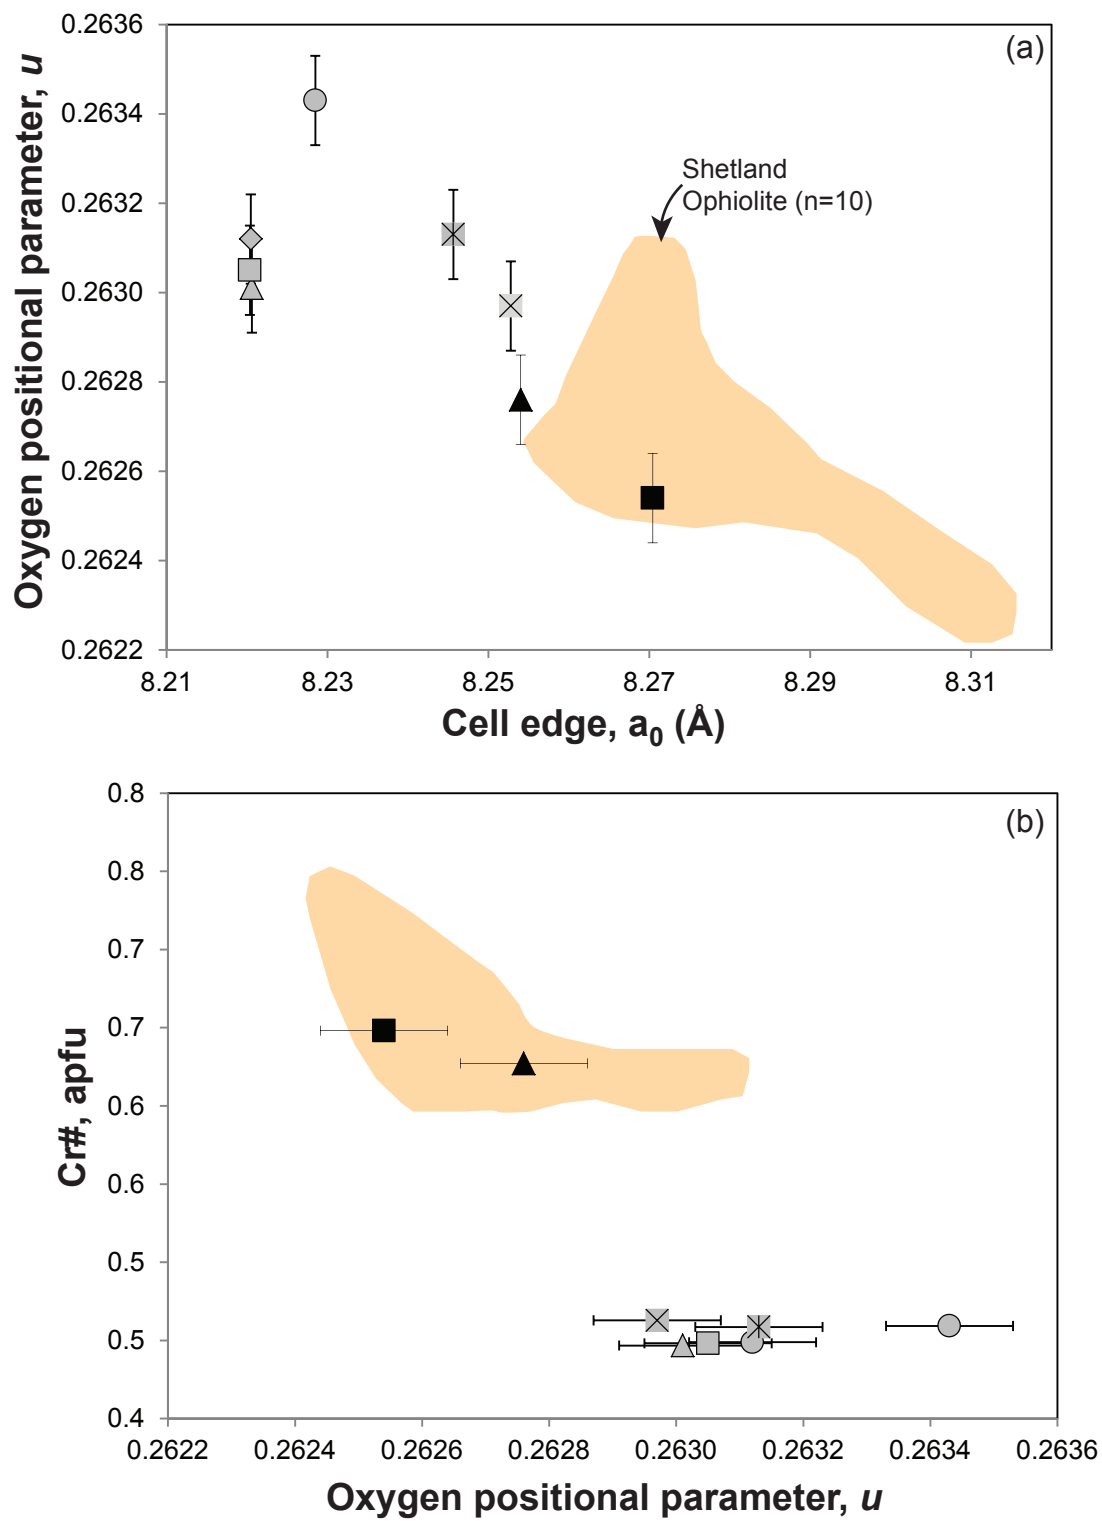 (a)
Oxygen positional parameter, u
0.2636
0.2634
0.2632
0.2630
0.2628
0.2626
0.2624
0.2622
Shetland
Ophiolite (n=10)
8.21 8.23 8.25 8.27 8.29 8.31
Cell edge, a₀ (Å)
(b)
Cr#, apfu
0.8
0.8
0.7
0.7
0.6
0.6
0.5
0.5
0.4
0.2622 0.2624 0.2626 0.2628 0.2630 0.2632 0.2634 0.2636
Oxygen positional parameter, u